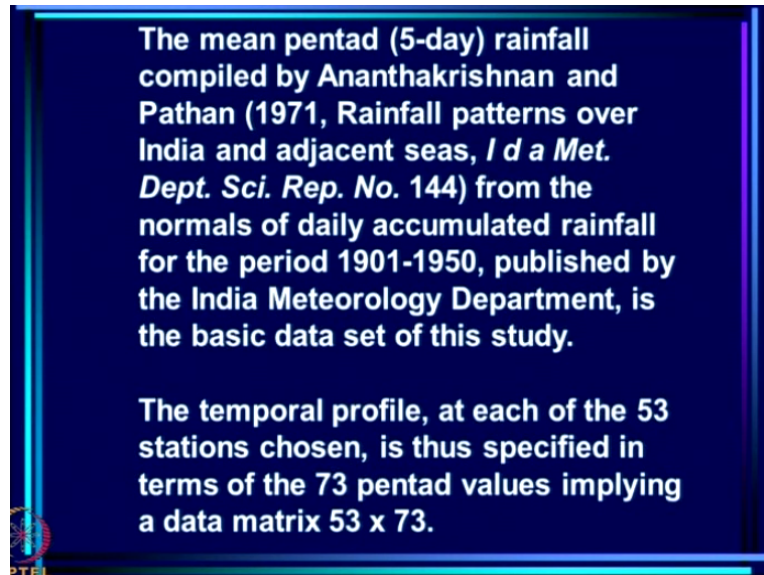 The mean pentad (5-day) rainfall
compiled by Ananthakrishnan and
Pathan (1971, Rainfall patterns over
India and adjacent seas, I d a Met.
Dept. Sci. Rep. No. 144) from the
normals of daily accumulated rainfall
for the period 1901-1950, published by
the India Meteorology Department, is
the basic data set of this study.
The temporal profile, at each of the 53
stations chosen, is thus specified in
terms of the 73 pentad values implying
a data matrix 53 x 73.